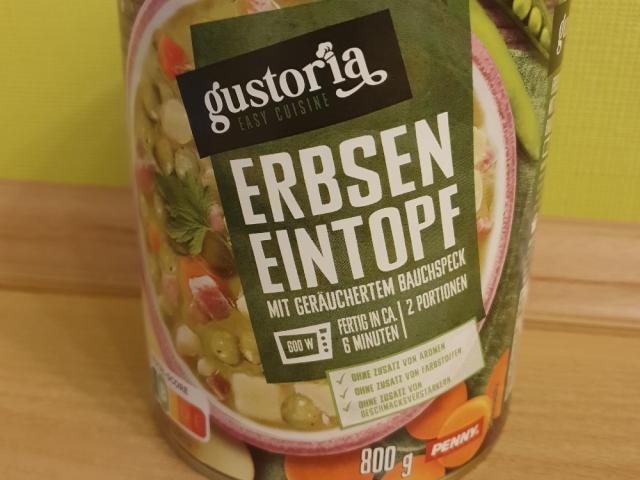 gustoria
EASY CUISINE
ERBSEN
EINTOPF
MIT GERÄUCHERTEM BAUCHSPECK
600 W
FERTIG IN CA.
6 MINUTEN
2 PORTIONEN
OHNE ZUSATZ VON AROMEN
OHNE ZUSATZ VON FARBSTOFFEN
OHNE ZUSATZ VON
GESCHMACKSVERSTÄRKERN
800 g
PENNY.